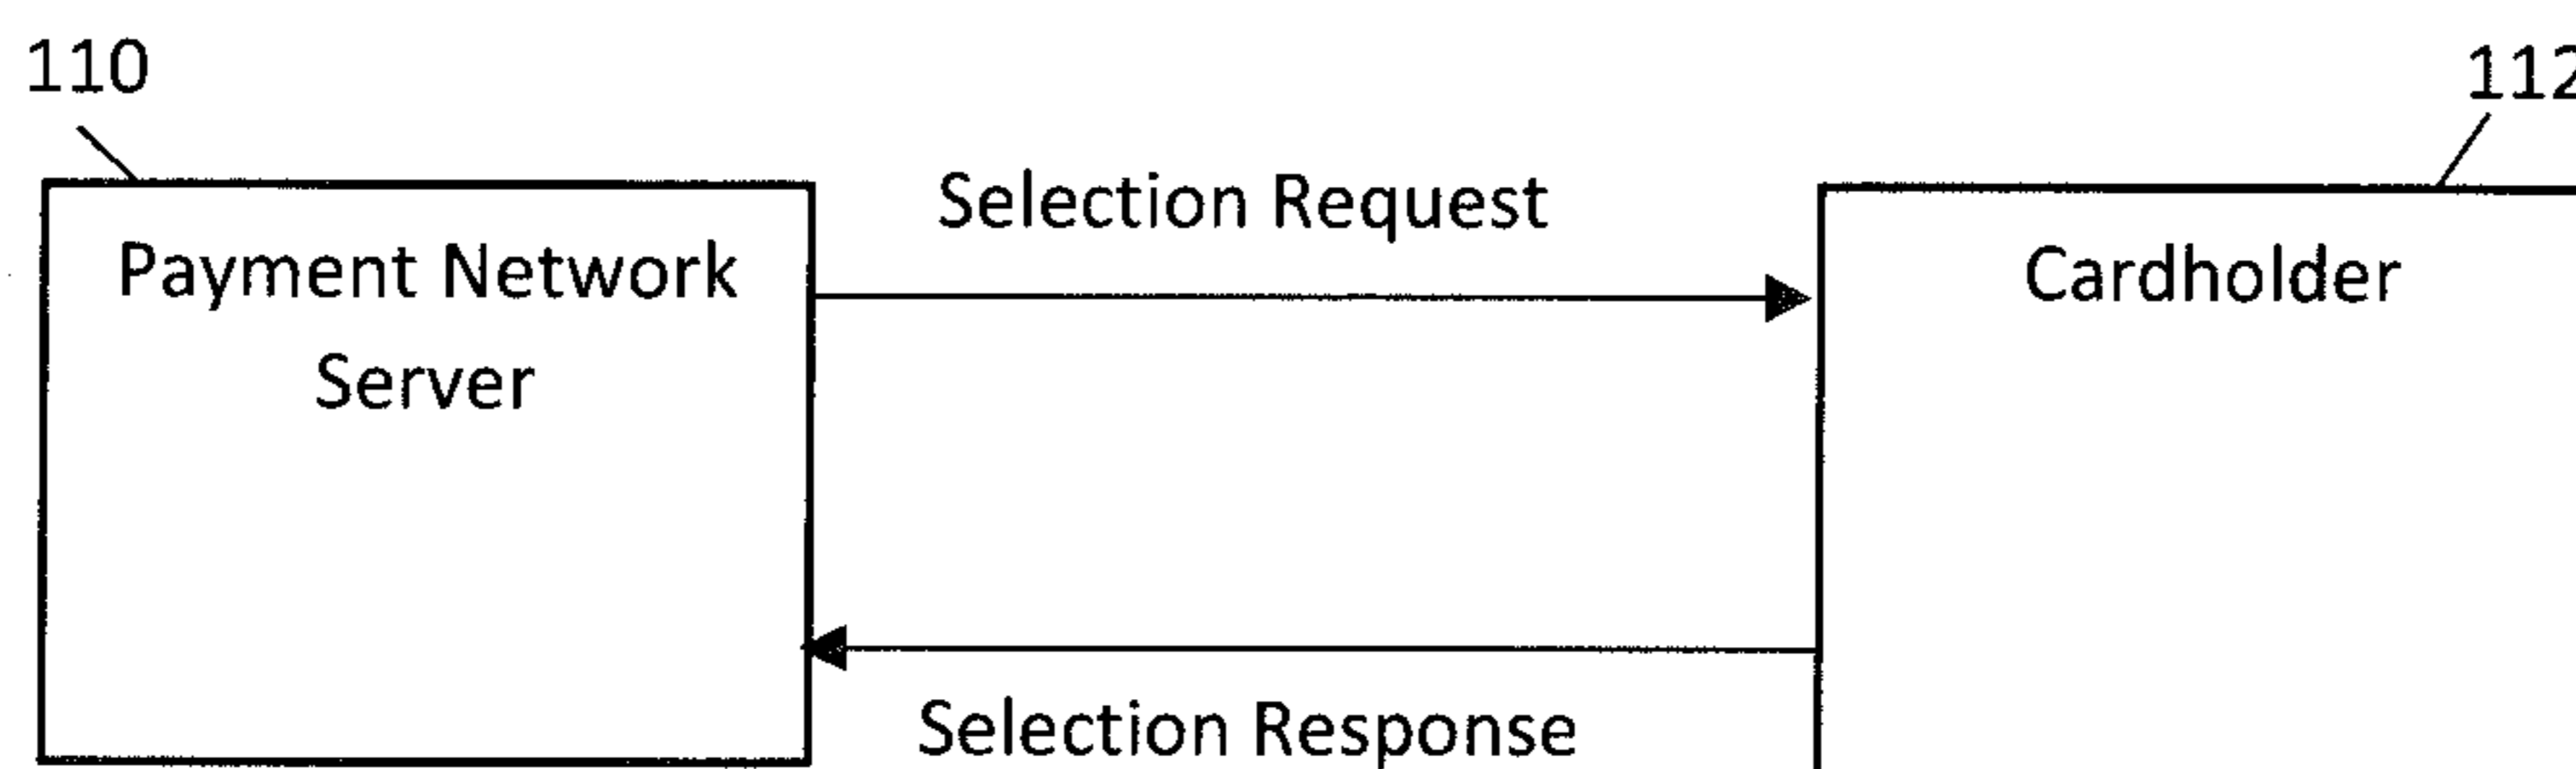 110
112
Selection Request
Payment Network
Server
Cardholder
Selection Response